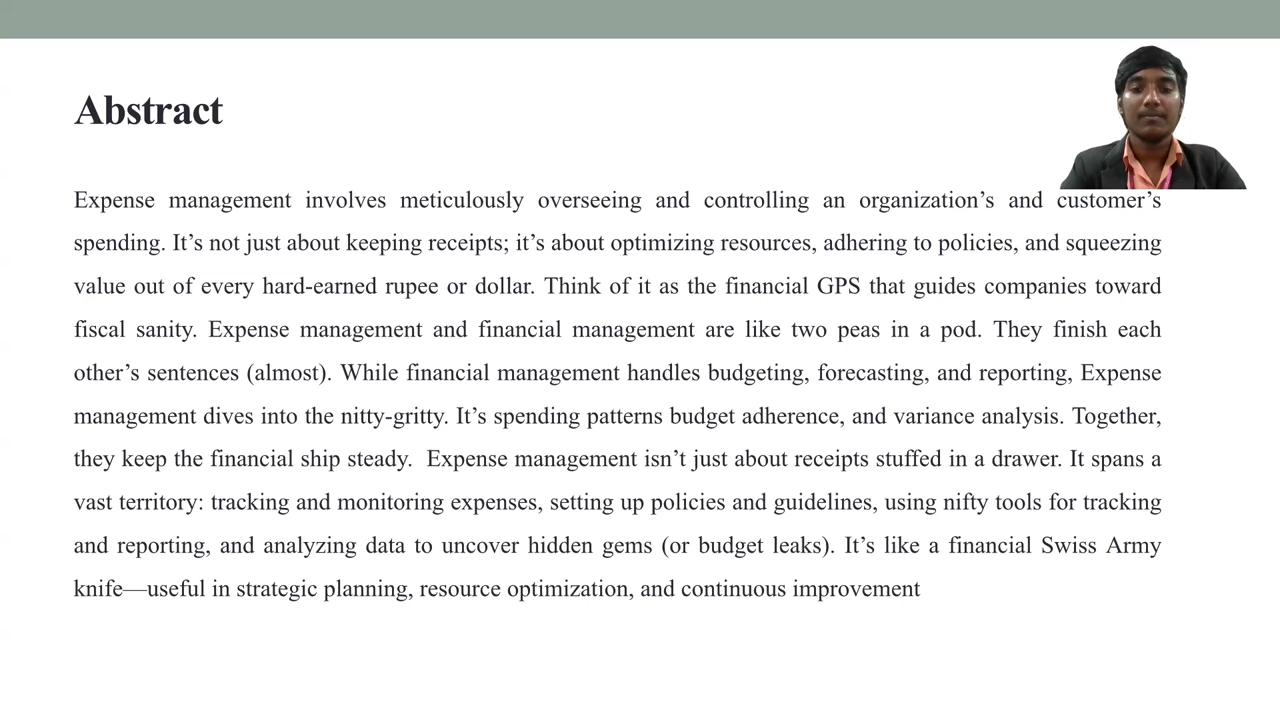 Abstract
Expense management involves meticulously overseeing and controlling an organization’s and customer’s
spending. It’s not just about keeping receipts; it’s about optimizing resources, adhering to policies, and squeezing
value out of every hard-earned rupee or dollar. Think of it as the financial GPS that guides companies toward
fiscal sanity. Expense management and financial management are like two peas in a pod. They finish each
other’s sentences (almost). While financial management handles budgeting, forecasting, and reporting, Expense
management dives into the nitty-gritty. It’s spending patterns budget adherence, and variance analysis. Together,
they keep the financial ship steady.  Expense management isn’t just about receipts stuffed in a drawer. It spans a
vast territory: tracking and monitoring expenses, setting up policies and guidelines, using nifty tools for tracking
and reporting, and analyzing data to uncover hidden gems (or budget leaks). It’s like a financial Swiss Army
knife—useful in strategic planning, resource optimization, and continuous improvement